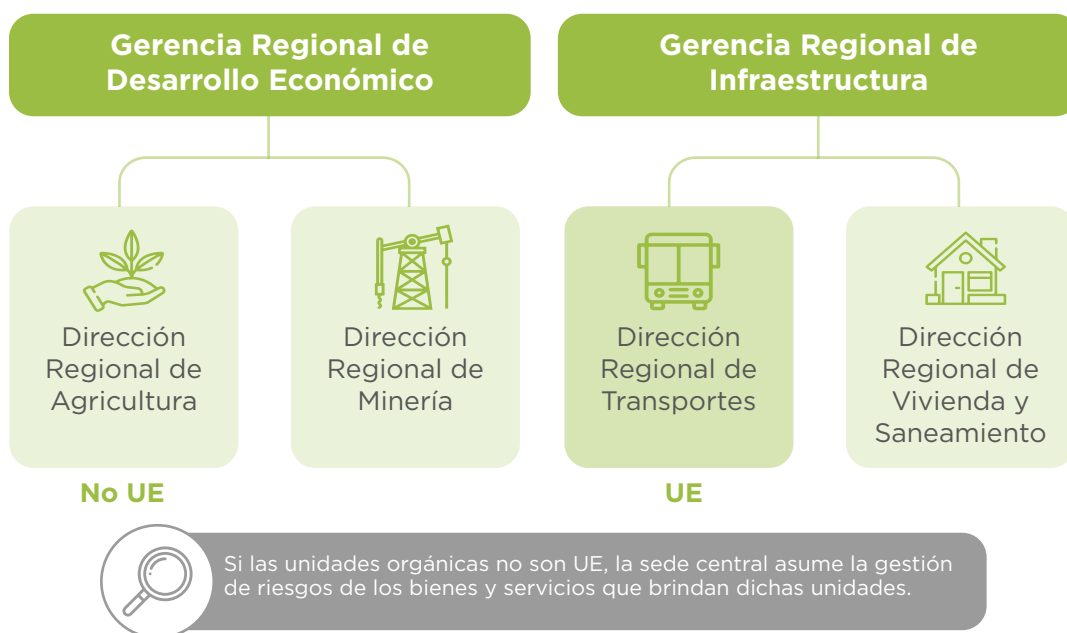 Gerencia Regional de
Desarrollo Económico
Gerencia Regional de
Infraestructura
Dirección
Regional de
Agricultura
Dirección
Regional de
Minería
Dirección
Regional de
Transportes
Dirección
Regional de
Vivienda y
Saneamiento
No UE
UE
Si las unidades orgánicas no son UE, la sede central asume la gestión
de riesgos de los bienes y servicios que brindan dichas unidades.